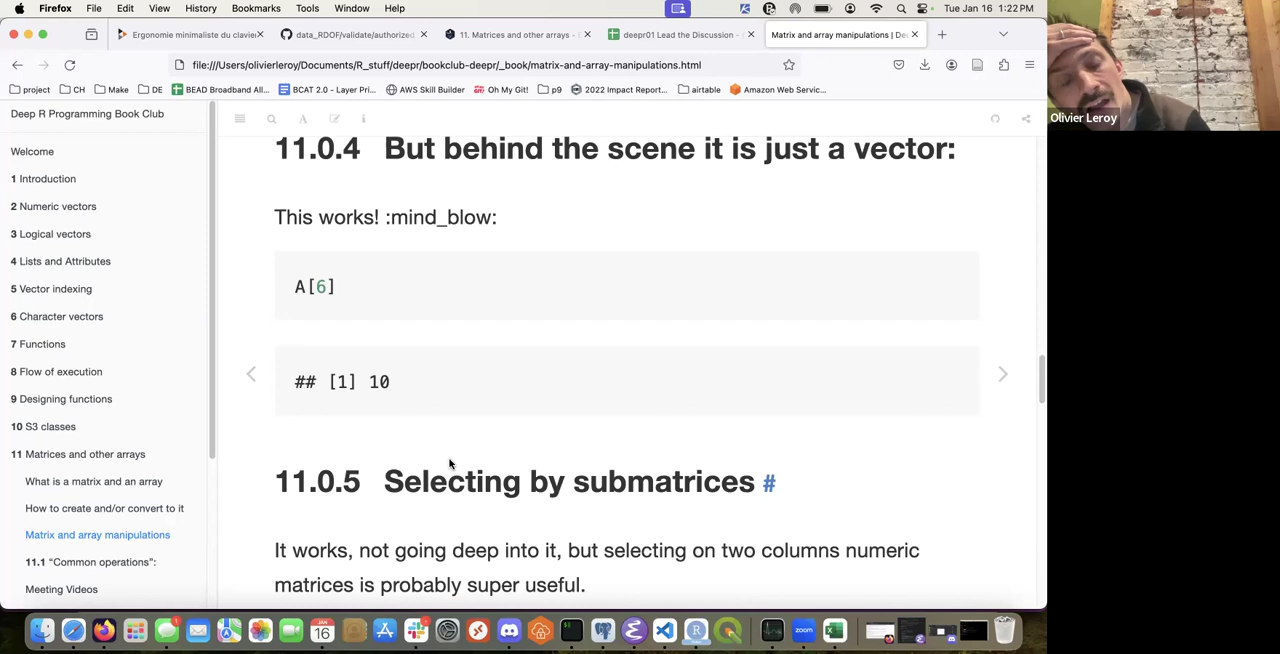 Firefox File Edit View History Bookmarks Tools Window Help Tue Jan 16 1:22 PM
Ergonomie minimaliste du clavier
data_RDOF/validate/authorized
11. Matrices and other arrays -
deepr01 Lead the Discussion -
Matrix and array manipulations | De
file:///Users/olivierleroy/Documents/R_stuff/deepr/bookclub-deepr/_book/matrix-and-array-manipulations.html
project CH Make DE BEAD Broadband All... BCAT 2.0 - Layer Pri... AWS Skill Builder Oh My Git! p9 2022 Impact Report... airtable Amazon Web Servic...
Olivier Leroy
Deep R Programming Book Club
Welcome
1 Introduction
2 Numeric vectors
3 Logical vectors
4 Lists and Attributes
5 Vector indexing
6 Character vectors
7 Functions
8 Flow of execution
9 Designing functions
10 S3 classes
11 Matrices and other arrays
What is a matrix and an array
How to create and/or convert to it
Matrix and array manipulations
11.1 “Common operations”:
Meeting Videos
11.0.4 But behind the scene it is just a vector:
This works! :mind_blow:
A[6]
## [1] 10
11.0.5 Selecting by submatrices #
It works, not going deep into it, but selecting on two columns numeric
matrices is probably super useful.
JAN
16
zoom